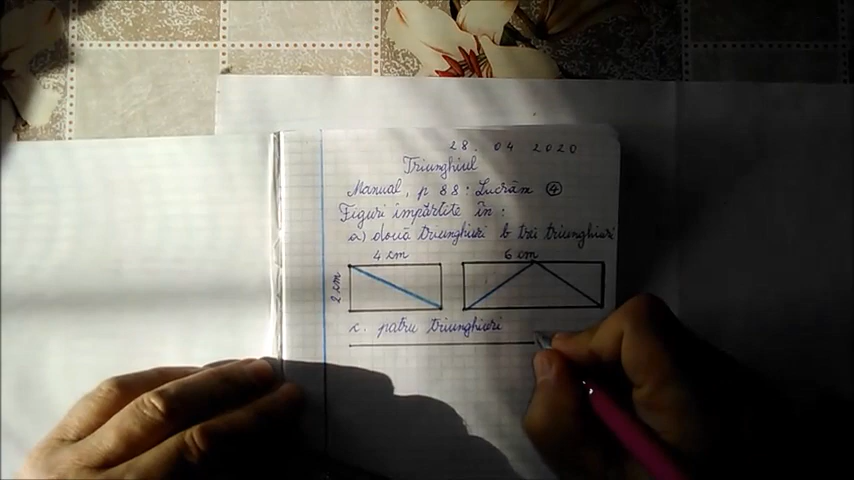 28. 04 2020
Triunghiul
Manual, p 88: Lucrăm 4
Figuri împărțite în:
a) două triunghiuri b trei triunghiuri
4 cm 6 cm
2 cm
c. patru triunghiuri